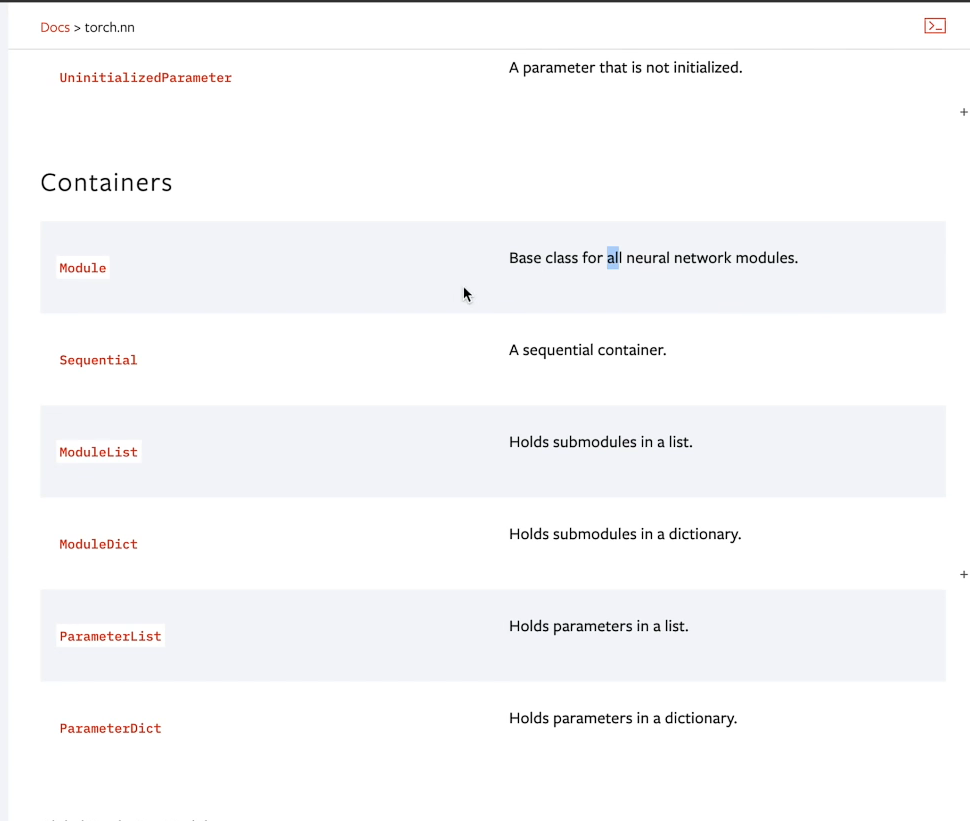 Docs > torch.nn
UninitializedParameter
A parameter that is not initialized.
Containers
Module
Base class for all neural network modules.
Sequential
A sequential container.
ModuleList
Holds submodules in a list.
ModuleDict
Holds submodules in a dictionary.
ParameterList
Holds parameters in a list.
ParameterDict
Holds parameters in a dictionary.